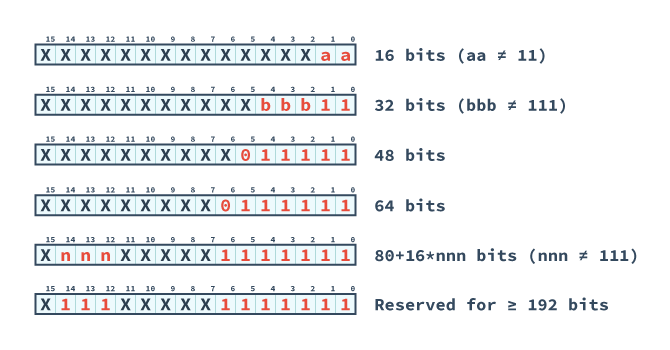 15 14 13 12 11 10 9 8 7 6 5 4 3 2 1 0
X X X X X X X X X X X X X X a a 16 bits (aa ≠ 11)
15 14 13 12 11 10 9 8 7 6 5 4 3 2 1 0
X X X X X X X X X X X b b b 1 1 32 bits (bbb ≠ 111)
15 14 13 12 11 10 9 8 7 6 5 4 3 2 1 0
X X X X X X X X X X 0 1 1 1 1 1 48 bits
15 14 13 12 11 10 9 8 7 6 5 4 3 2 1 0
X X X X X X X X X 0 1 1 1 1 1 1 64 bits
15 14 13 12 11 10 9 8 7 6 5 4 3 2 1 0
X n n n X X X X X 1 1 1 1 1 1 1 80+16*nnn bits (nnn ≠ 111)
15 14 13 12 11 10 9 8 7 6 5 4 3 2 1 0
X 1 1 1 X X X X X 1 1 1 1 1 1 1 Reserved for ≥ 192 bits